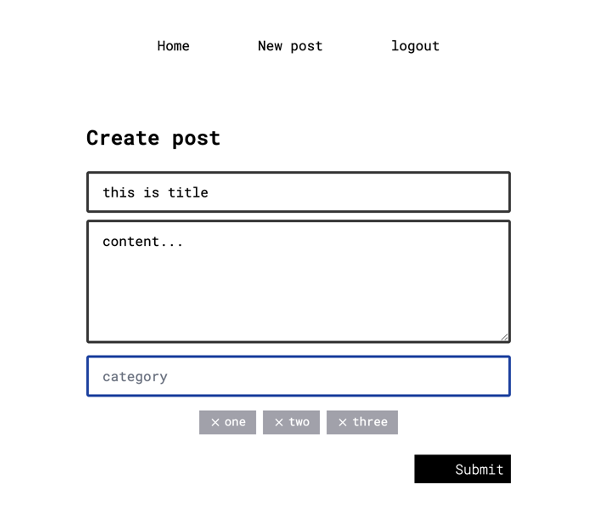 Home New post logout
Create post
this is title
content...
category
× one × two × three
Submit